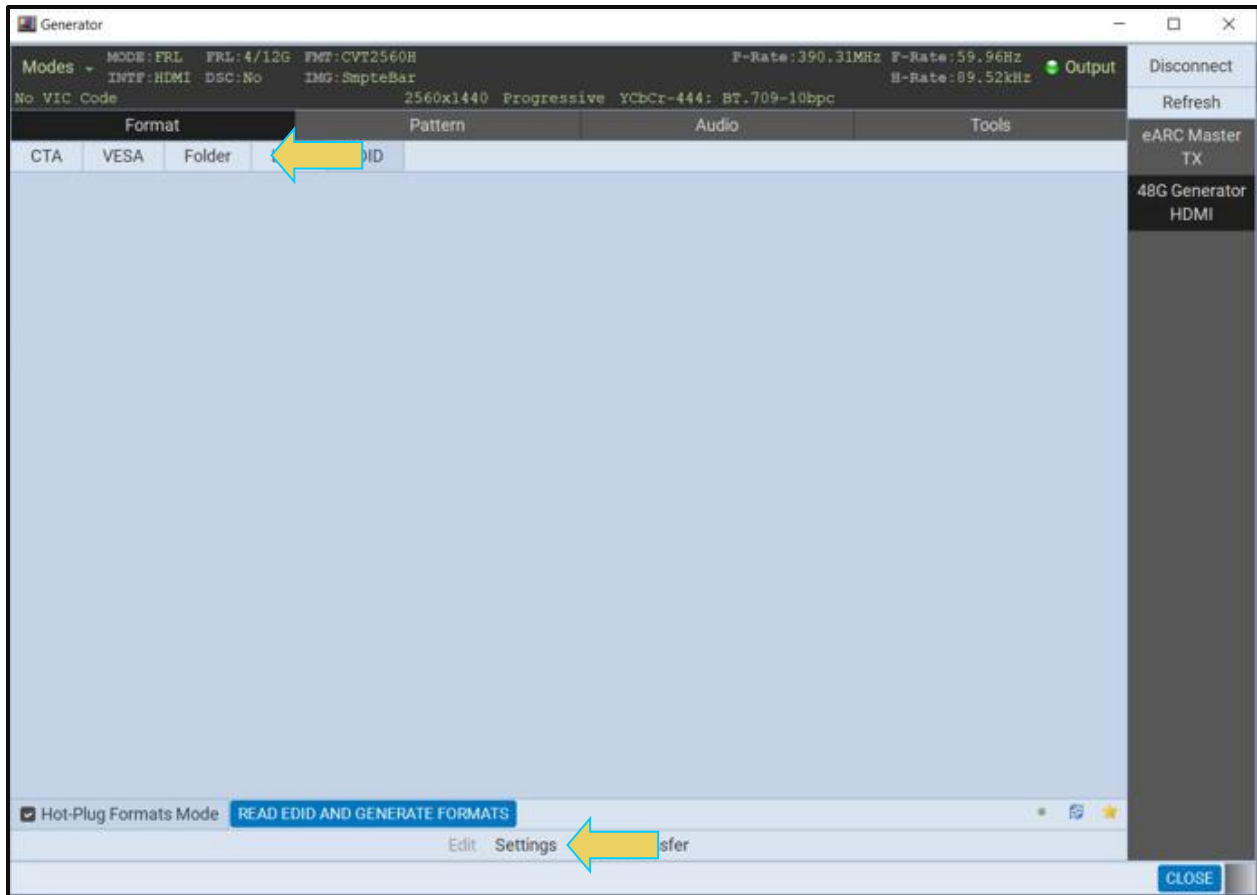 Generator
Modes
MODE:FRL FRL:4/12G FMT:CVT2560H
INTF:HDMI DSC:No IMG:SmpteBar
P-Rate:390.31MHz F-Rate:59.96Hz
H-Rate:89.52kHz
Output
No VIC Code 2560x1440 Progressive YCbCr-444: BT.709-10bpc
Disconnect
Refresh
Format Pattern Audio Tools
CTA VESA Folder
eARC Master
TX
48G Generator
HDMI
Hot-Plug Formats Mode READ EDID AND GENERATE FORMATS
Edit Settings
CLOSE